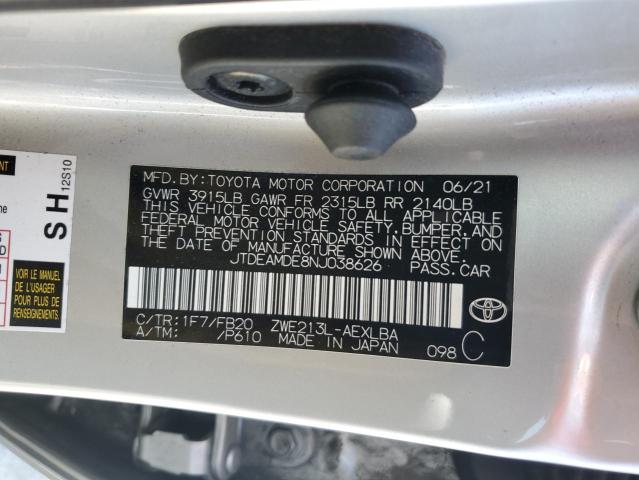 MFD.BY:TOYOTA MOTOR CORPORATION 06/21
GVWR 3915LB GAWR FR 2315LB RR 2140LB
THIS VEHICLE CONFORMS TO ALL APPLICABLE
FEDERAL MOTOR VEHICLE SAFETY, BUMPER, AND
THEFT PREVENTION STANDARDS IN EFFECT ON
THE DATE OF MANUFACTURE SHOWN ABOVE.
JTDEAMDE8NJ038626 PASS.CAR
C/TR:1F7/FB20 ZWE213L-AEXLBA
A/TM: /P610 MADE IN JAPAN 098 C
SH
12S10
VOIR LE MANUEL
DE L'USAGER
POUR PLUS DE
RENSEIGNEMENTS